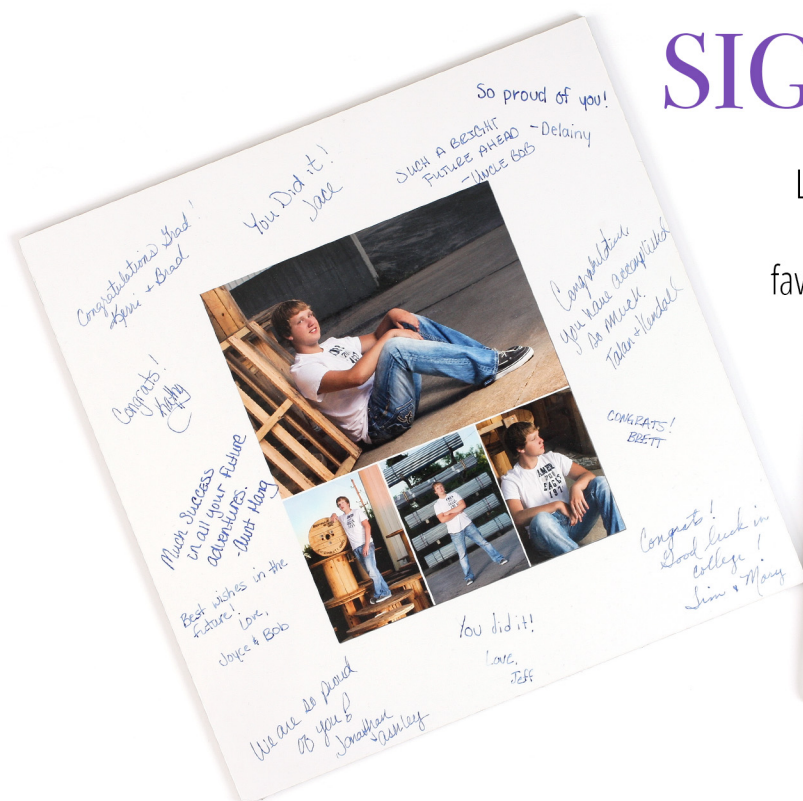 SIG
L
fav
So proud of you!
-Delainy
SUCH A BRIGHT
FUTURE AHEAD
-UNCLE BOB
You Did it!
Jace
Congratulations Grad!
Kerri + Brad
Congratulations,
you have accomplished
so much.
Talan + Kendall
Congrats!
Kathy
CONGRATS!
BRETT
Much Success
in all your future
adventures.
Aunt Marg
Best wishes in the
future!
Love,
Joyce & Bob
Congrats!
Good luck in
college!
Jim & Mary
You did it!
Love,
Jeff
We are so proud
of you!
Jonathan
+ Ashley